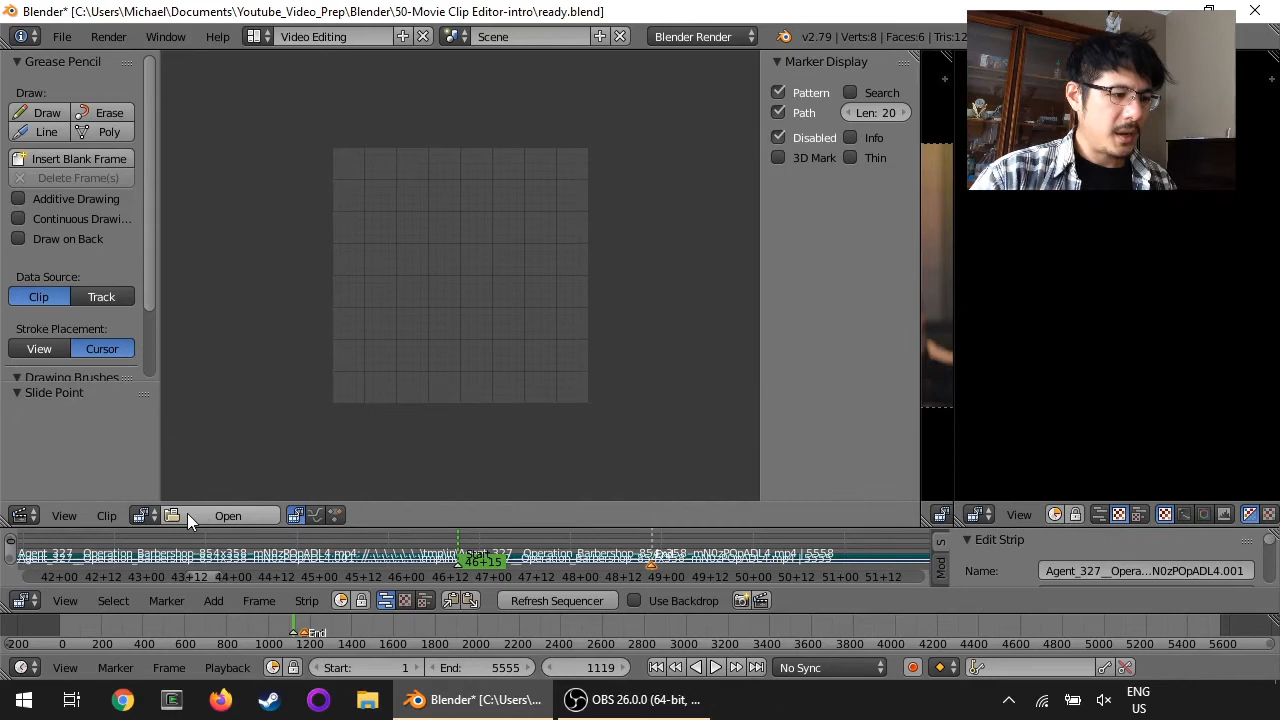 Blender* [C:\Users\Michael\Documents\Youtube_Video_Prep\Blender\50-Movie Clip Editor-intro\ready.blend]
File Render Window Help Video Editing Scene Blender Render v2.79 | Verts:8 | Faces:6 | Tris:12
Grease Pencil
Draw:
Draw Erase
Line Poly
Insert Blank Frame
Delete Frame(s)
Additive Drawing
Continuous Drawi...
Draw on Back
Data Source:
Clip Track
Stroke Placement:
View Cursor
Drawing Brushes
Slide Point
Marker Display
Pattern Search
Path Len: 20
Disabled Info
3D Mark Thin
View Clip Open View
46+15
42+00 42+12 43+00 43+12 44+00 44+12 45+00 45+12 46+00 47+00 47+12 48+00 49+00 49+12 50+00 50+12 51+00 51+12
Edit Strip
Name: Agent_327__Opera...N0zPOpADL4.001
S
Mod
View Select Marker Add Frame Strip Refresh Sequencer Use Backdrop
End
-200 0 200 400 600 800 1000 1200 1400 1600 1800 2000 2200 2400 2600 2800 3000 3200 3400 3600 3800 4000 4200 4400 4600 4800 5000 5200 5400 5600
View Marker Frame Playback Start: 1 End: 5555 1119 No Sync
Blender* [C:\Users\... OBS 26.0.0 (64-bit, ... ENG
US